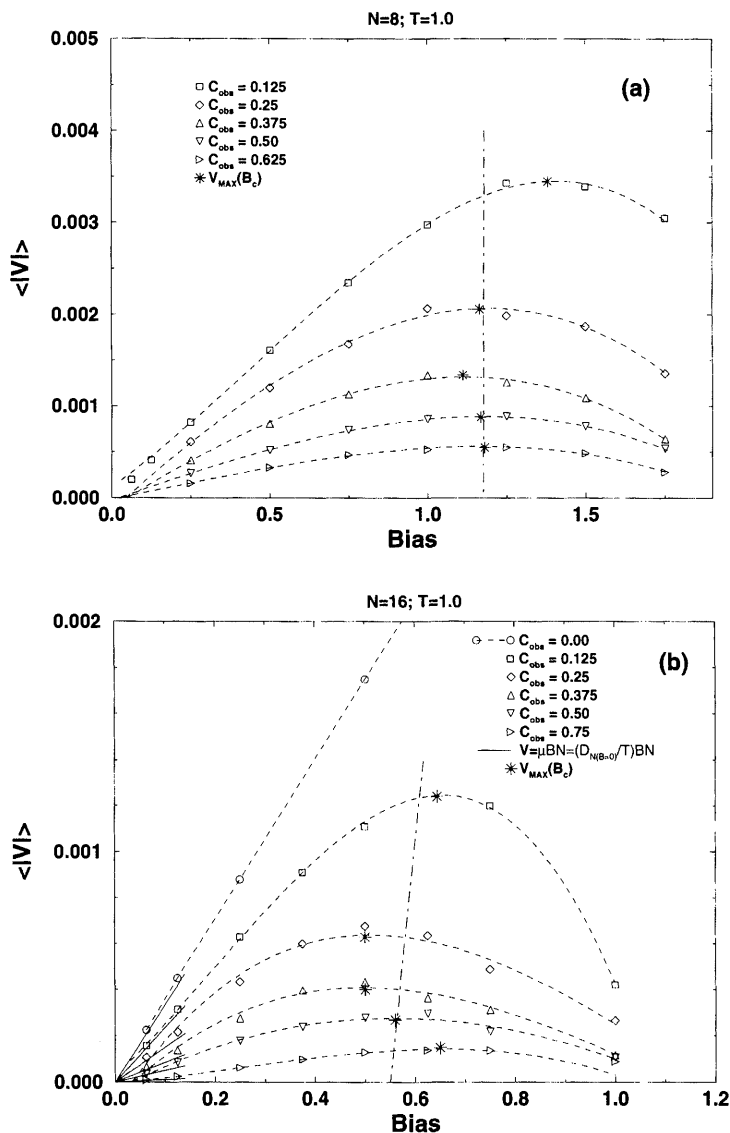 N=8; T=1.0
0.005
0.004
0.003
0.002
0.001
0.000
<|V|>
(a)
C_obs = 0.125
C_obs = 0.25
C_obs = 0.375
C_obs = 0.50
C_obs = 0.625
V_MAX(B_c)
0.0
0.5
1.0
1.5
Bias
N=16; T=1.0
0.002
0.001
0.000
<|V|>
(b)
C_obs = 0.00
C_obs = 0.125
C_obs = 0.25
C_obs = 0.375
C_obs = 0.50
C_obs = 0.75
V=μBN=(D_N(B=0)/T)BN
V_MAX(B_c)
0.0
0.2
0.4
0.6
0.8
1.0
1.2
Bias